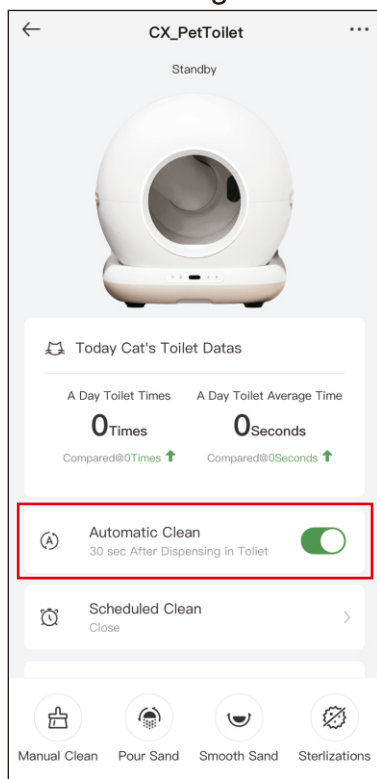 CX_PetToilet
Standby
Today Cat's Toilet Datas
A Day Toilet Times
A Day Toilet Average Time
0Times
0Seconds
Compared@0Times
Compared@0Seconds
Automatic Clean
30 sec After Dispensing in Toliet
Scheduled Clean
Close
Manual Clean
Pour Sand
Smooth Sand
Sterlizations